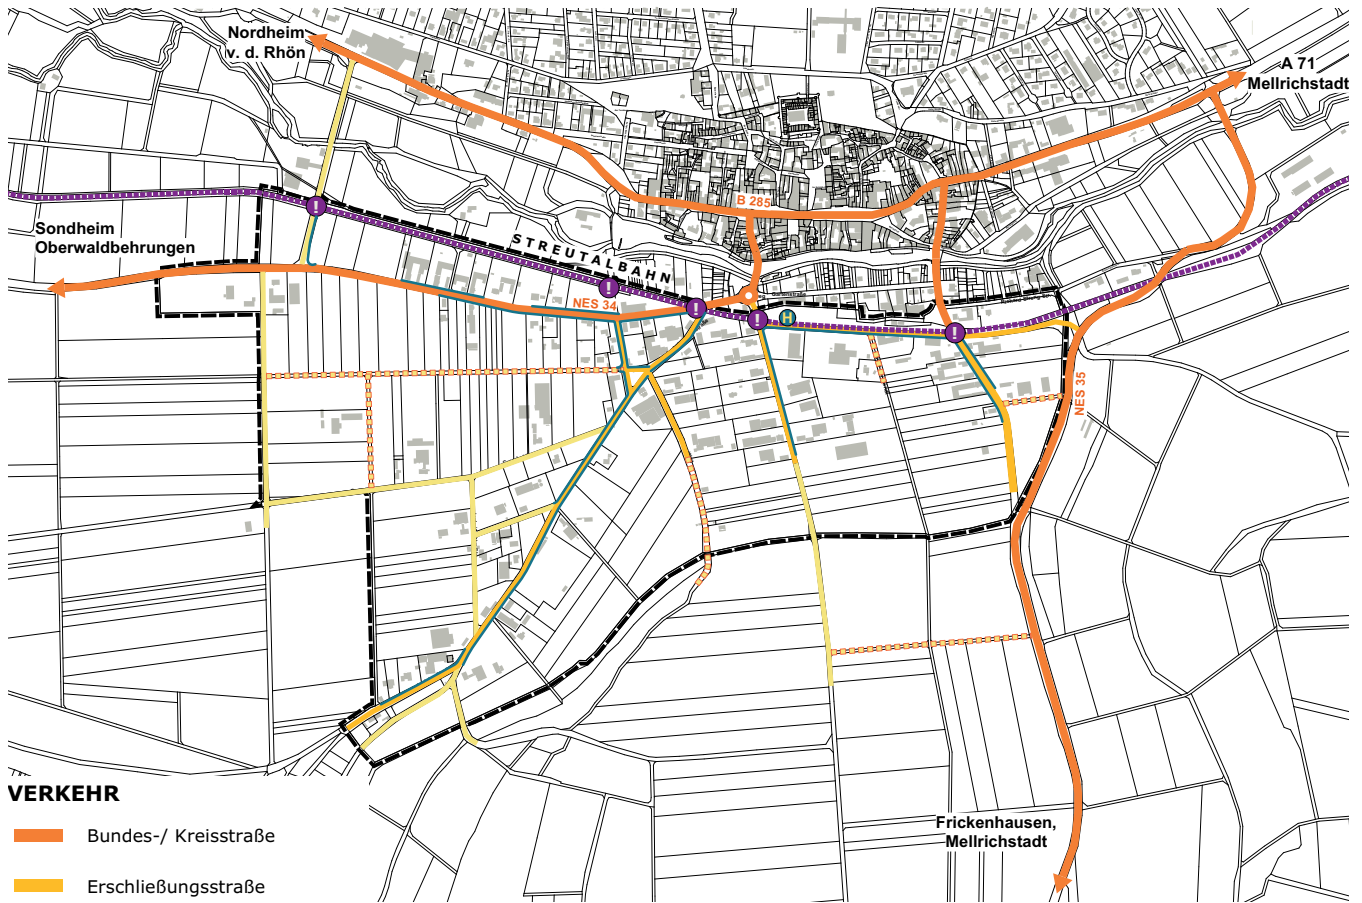 Nordheim
v. d. Rhön
A 71
Mellrichstadt
B 285
Sondheim
Oberwaldbehrungen
STREUTALBAHN
NES 34
!
!
!
!
!
H
NES 35
Frickenhausen,
Mellrichstadt
VERKEHR
Bundes-/ Kreisstraße
Erschließungsstraße